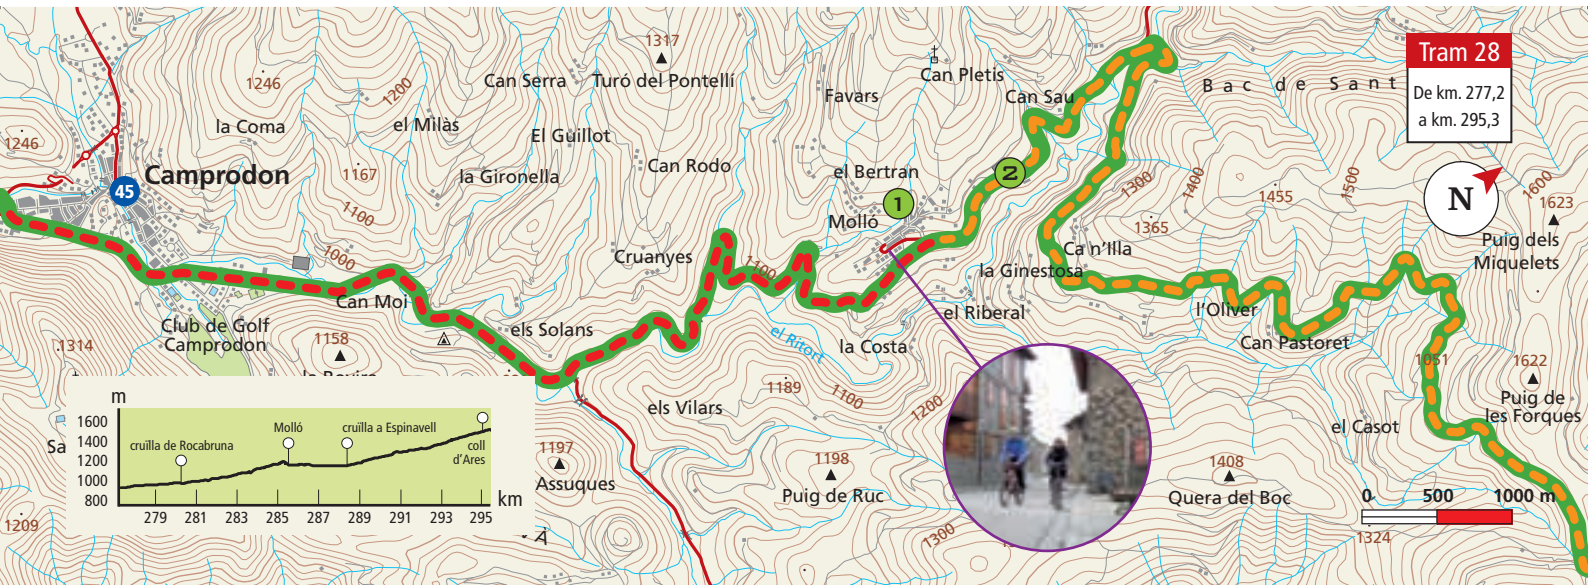 Tram 28
De km. 277,2
a km. 295,3
N
1317
Can Serra
Turó del Pontellí
1246
1200
Can Pletis
Favars
Can Sau
Bac de Sant
la Coma
el Milàs
El Guillot
1246
Can Rodo
Camprodon
45
1167
la Gironella
el Bertran
2
1300
1400
1455
1500
1600
1623
1
1100
Molló
1365
Puig dels
Miquelets
1000
Cruanyes
1100
Ca n'Illa
la Ginestosa
Can Moi
l'Oliver
el Riberal
Club de Golf
Camprodon
els Solans
el Ritort
la Costa
Can Pastoret
1314
1158
1051
1622
1189
1100
1200
els Vilars
Puig de
les Forques
el Casot
Sa
1197
Assuques
1198
Puig de Ruc
1408
Quera del Boc
0
500
1000 m
1209
1300
1324
À
m
1600
1400
1200
1000
800
cruïlla de Rocabruna
Molló
cruïlla a Espinavell
coll
d'Ares
km
279
281
283
285
287
289
291
293
295